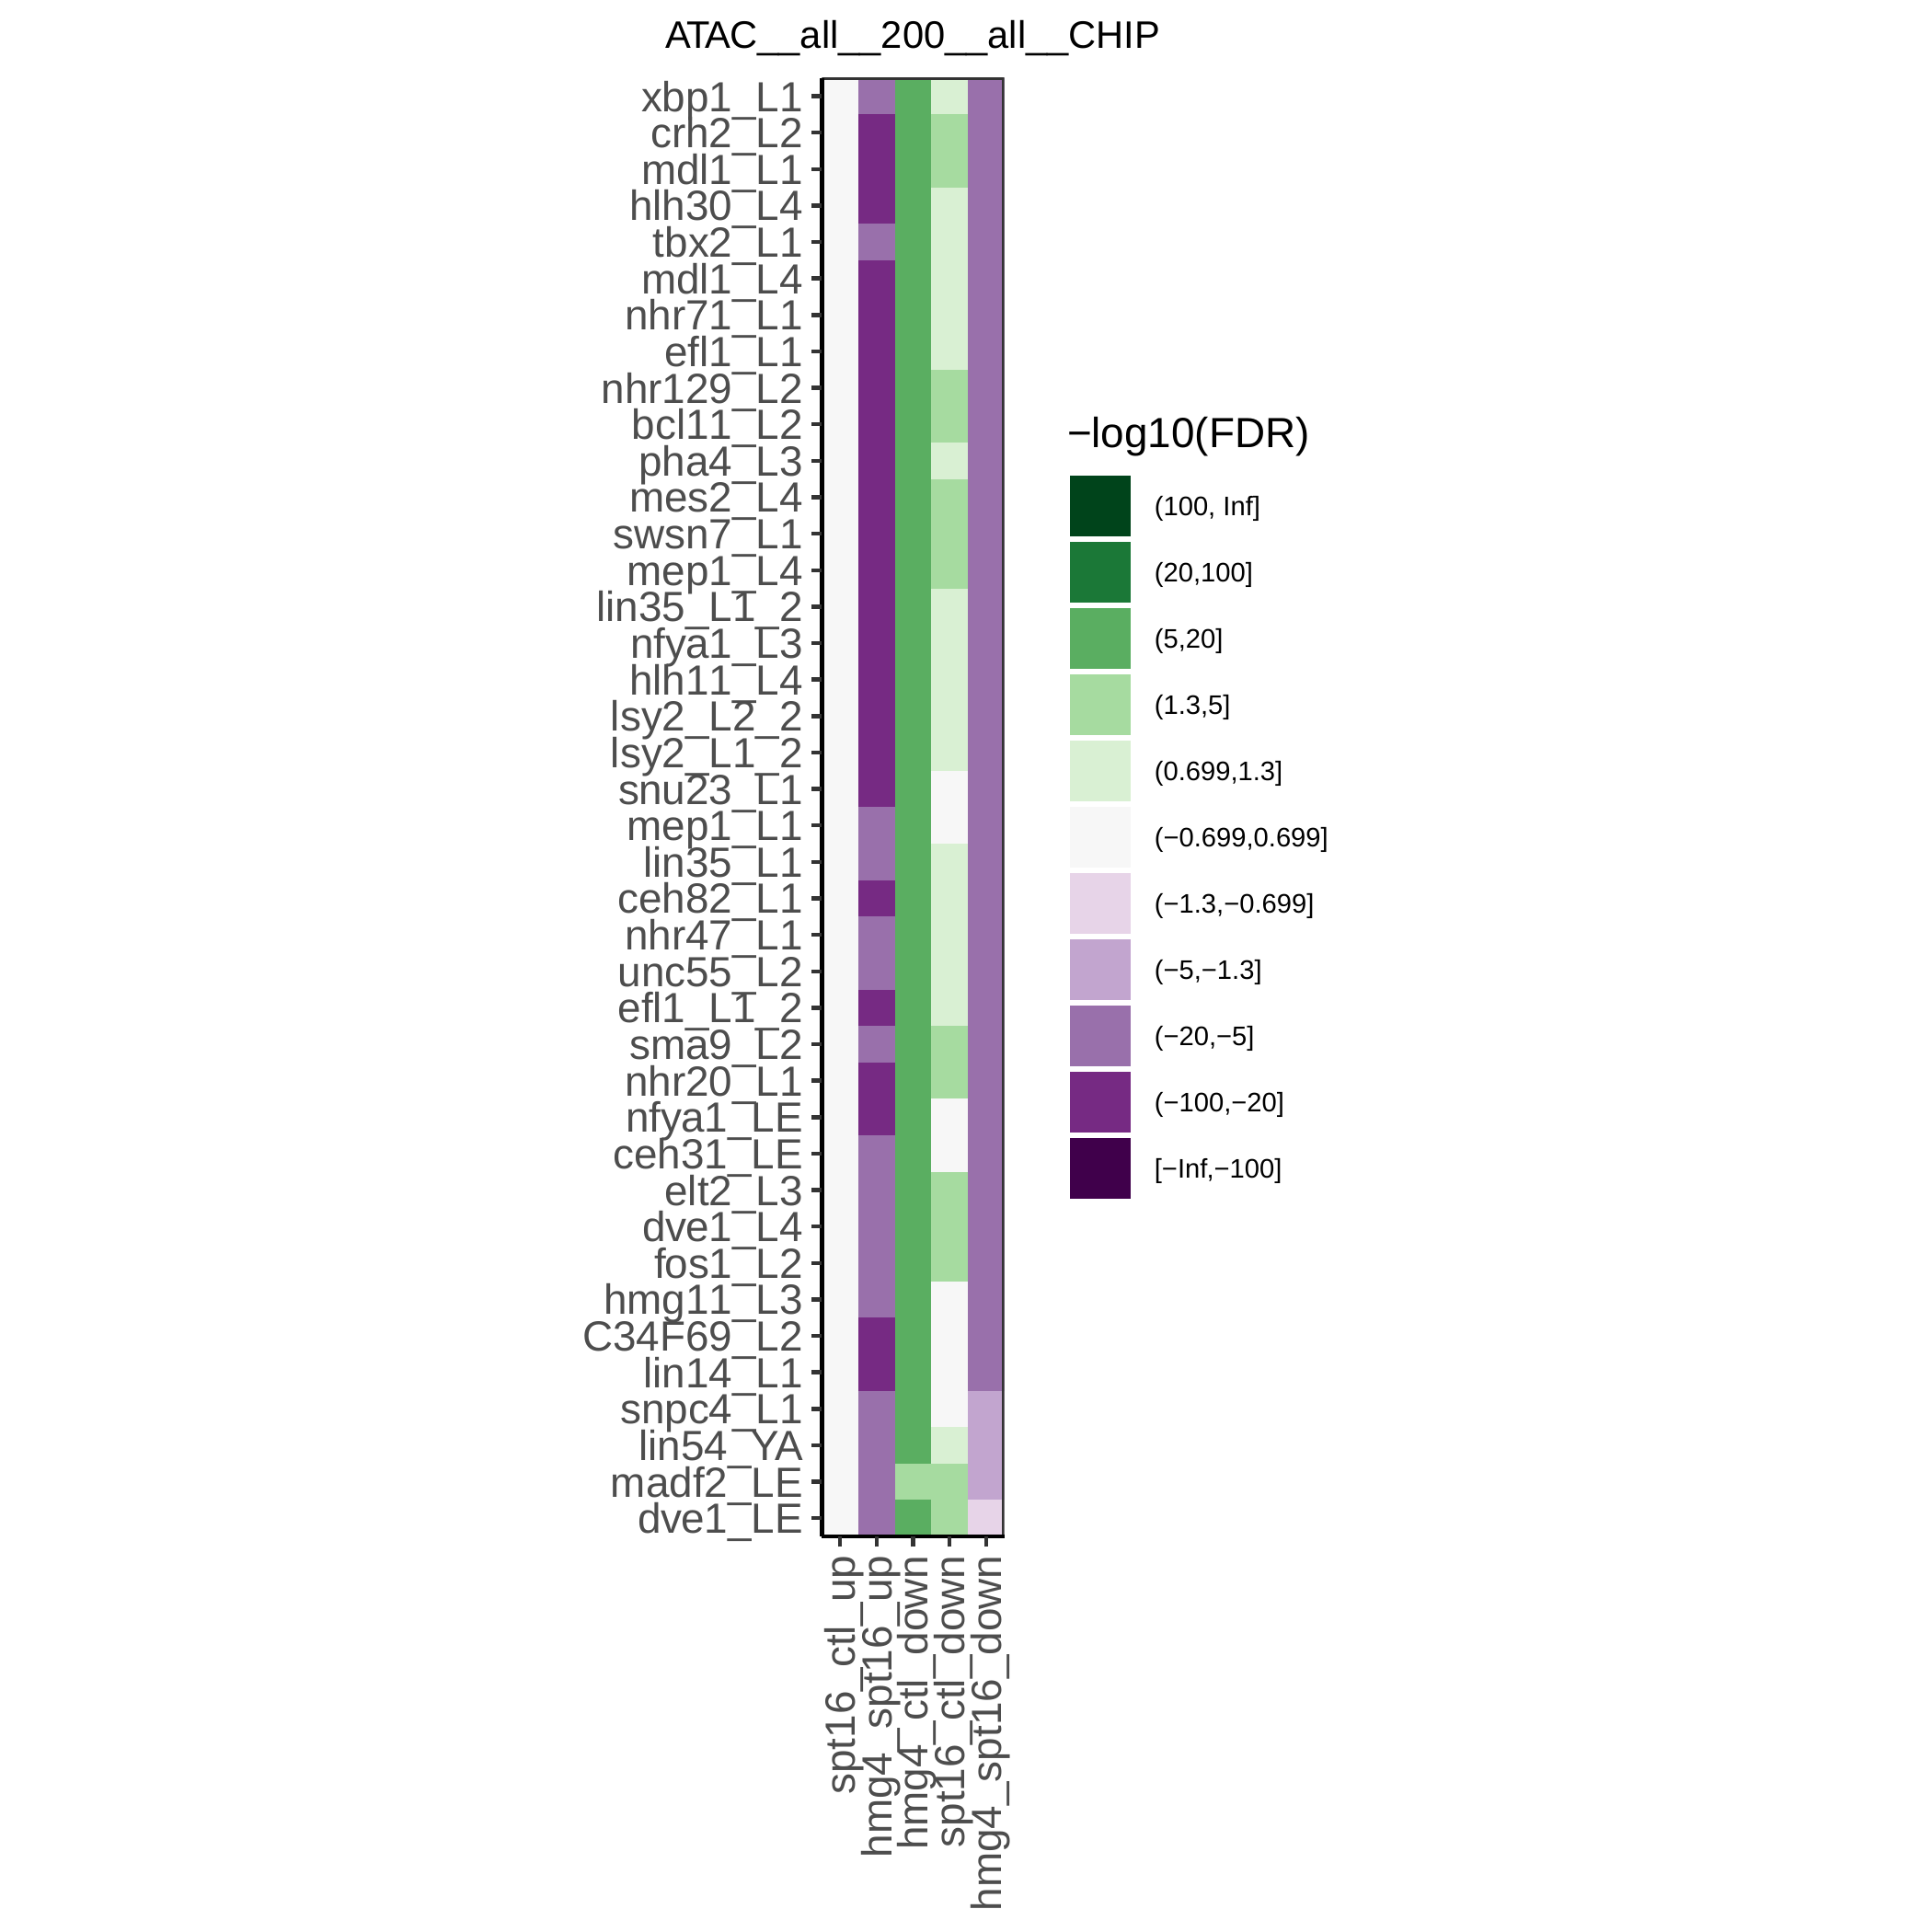 ATAC__all__200__all__CHIP
xbp1_L1
crh2_L2
mdl1_L1
hlh30_L4
tbx2_L1
mdl1_L4
nhr71_L1
efl1_L1
nhr129_L2
bcl11_L2
pha4_L3
mes2_L4
swsn7_L1
mep1_L4
lin35_L1_2
nfya1_L3
hlh11_L4
lsy2_L2_2
lsy2_L1_2
snu23_L1
mep1_L1
lin35_L1
ceh82_L1
nhr47_L1
unc55_L2
efl1_L1_2
sma9_L2
nhr20_L1
nfya1_LE
ceh31_LE
elt2_L3
dve1_L4
fos1_L2
hmg11_L3
C34F69_L2
lin14_L1
snpc4_L1
lin54_YA
madf2_LE
dve1_LE
spt16_ctl_up
hmg4_spt16_up
hmg4_ctl_down
spt16_ctl_down
hmg4_spt16_down
−log10(FDR)
(100, Inf]
(20,100]
(5,20]
(1.3,5]
(0.699,1.3]
(−0.699,0.699]
(−1.3,−0.699]
(−5,−1.3]
(−20,−5]
(−100,−20]
[−Inf,−100]